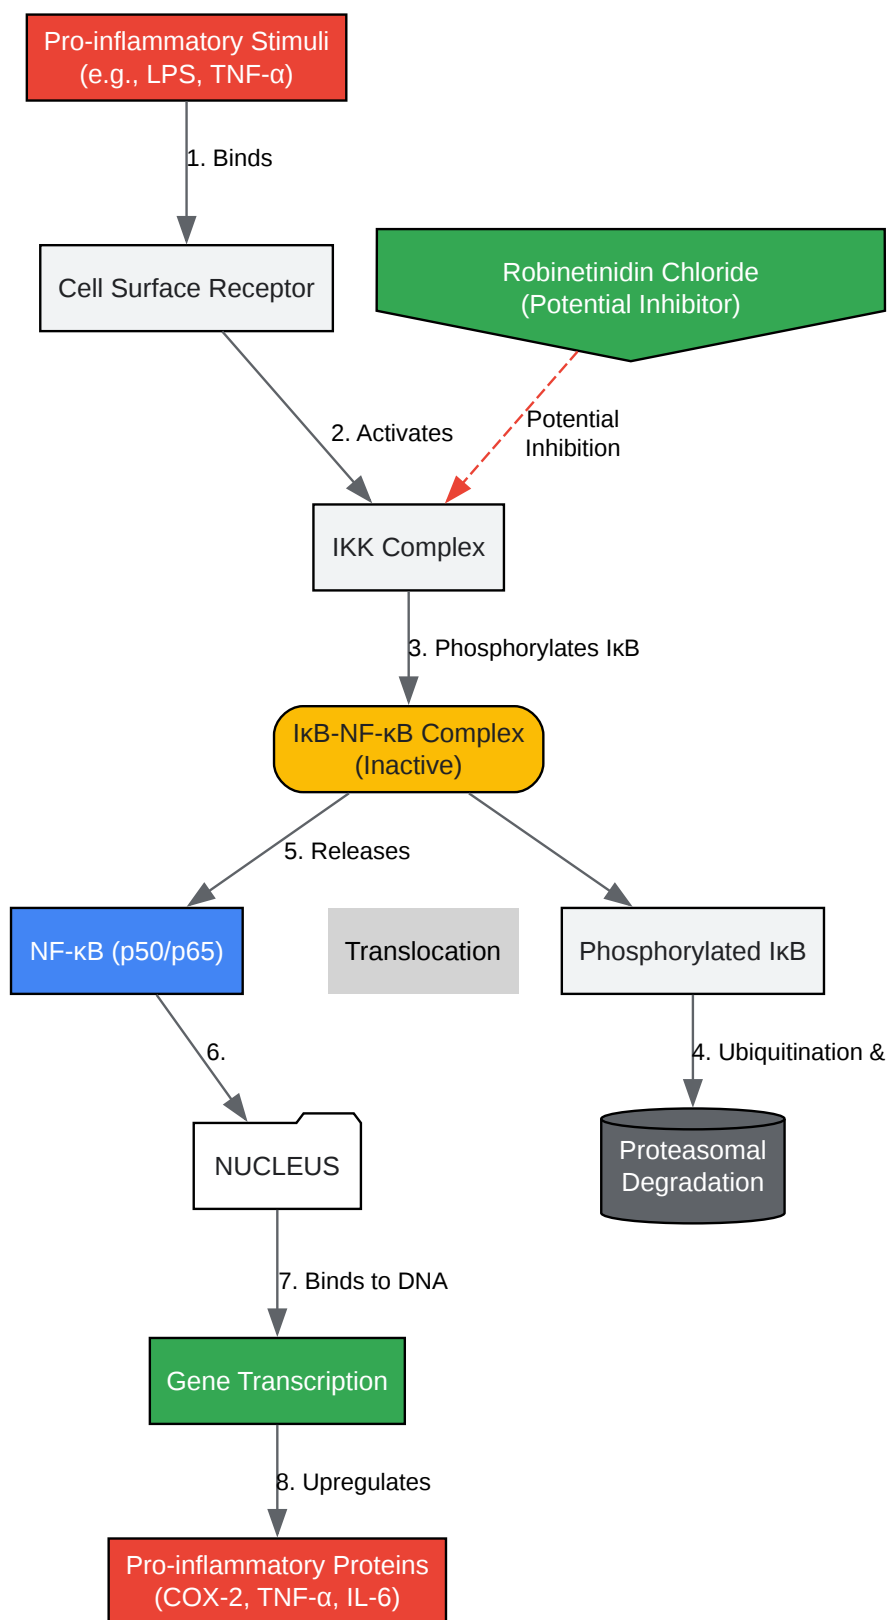 Pro-inflammatory Stimuli
(e.g., LPS, TNF-α)
1. Binds
Cell Surface Receptor
Robinetinidin Chloride
(Potential Inhibitor)
2. Activates
Potential
Inhibition
IKK Complex
3. Phosphorylates IκB
IκB-NF-κB Complex
(Inactive)
5. Releases
NF-κB (p50/p65)
Translocation
Phosphorylated IκB
6.
4. Ubiquitination &
NUCLEUS
Proteasomal
Degradation
7. Binds to DNA
Gene Transcription
8. Upregulates
Pro-inflammatory Proteins
(COX-2, TNF-α, IL-6)